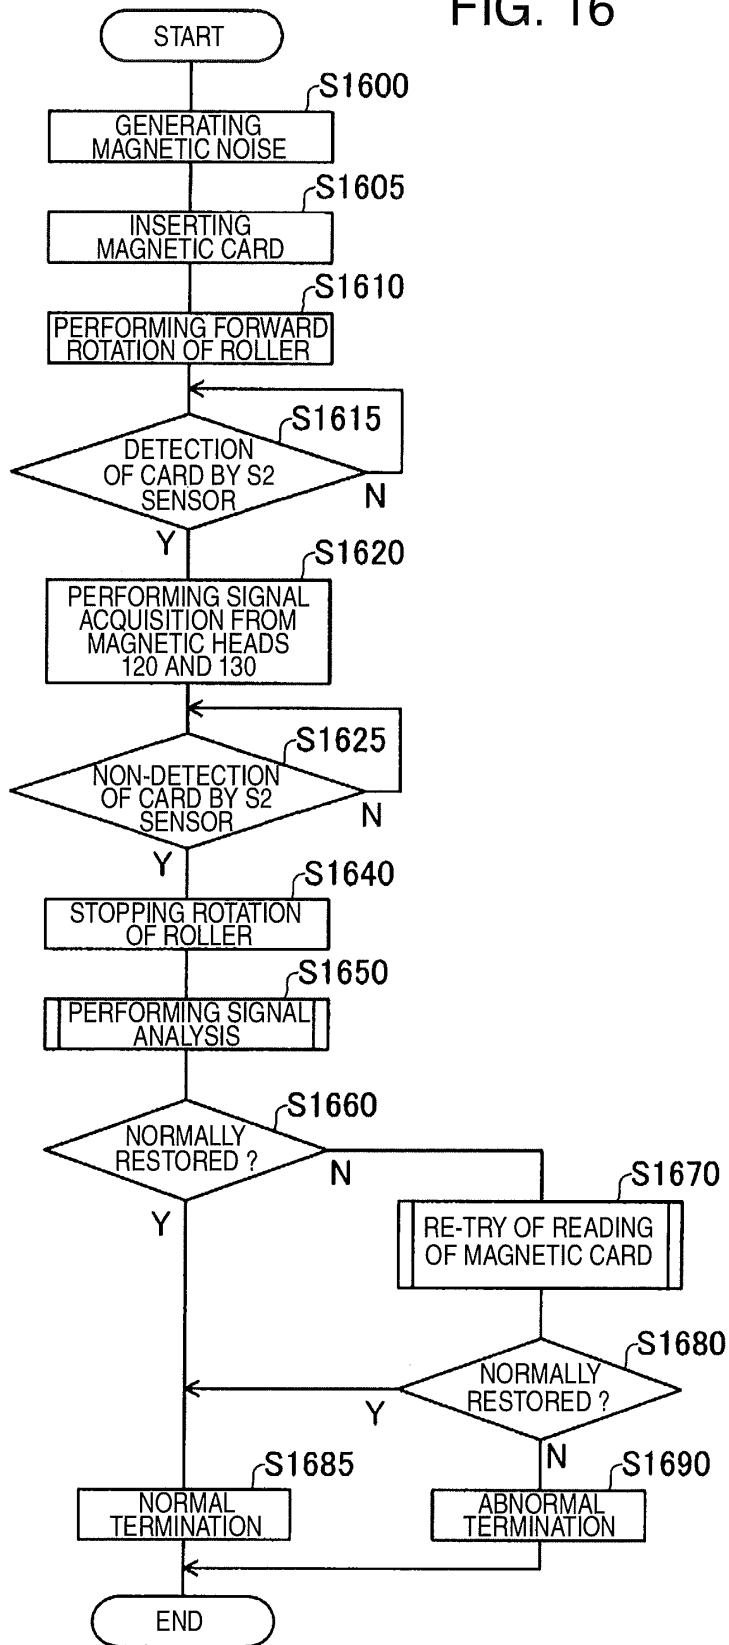 FIG. 16
START
S1600
GENERATING
MAGNETIC NOISE
S1605
INSERTING
MAGNETIC CARD
S1610
PERFORMING FORWARD
ROTATION OF ROLLER
S1615
DETECTION
OF CARD BY S2
SENSOR
N
Y
S1620
PERFORMING SIGNAL
ACQUISITION FROM
MAGNETIC HEADS
120 AND 130
S1625
NON-DETECTION
OF CARD BY S2
SENSOR
N
Y
S1640
STOPPING ROTATION
OF ROLLER
S1650
PERFORMING SIGNAL
ANALYSIS
S1660
NORMALLY
RESTORED ?
N
Y
S1670
RE-TRY OF READING
OF MAGNETIC CARD
S1680
NORMALLY
RESTORED ?
Y
N
S1685
NORMAL
TERMINATION
S1690
ABNORMAL
TERMINATION
END